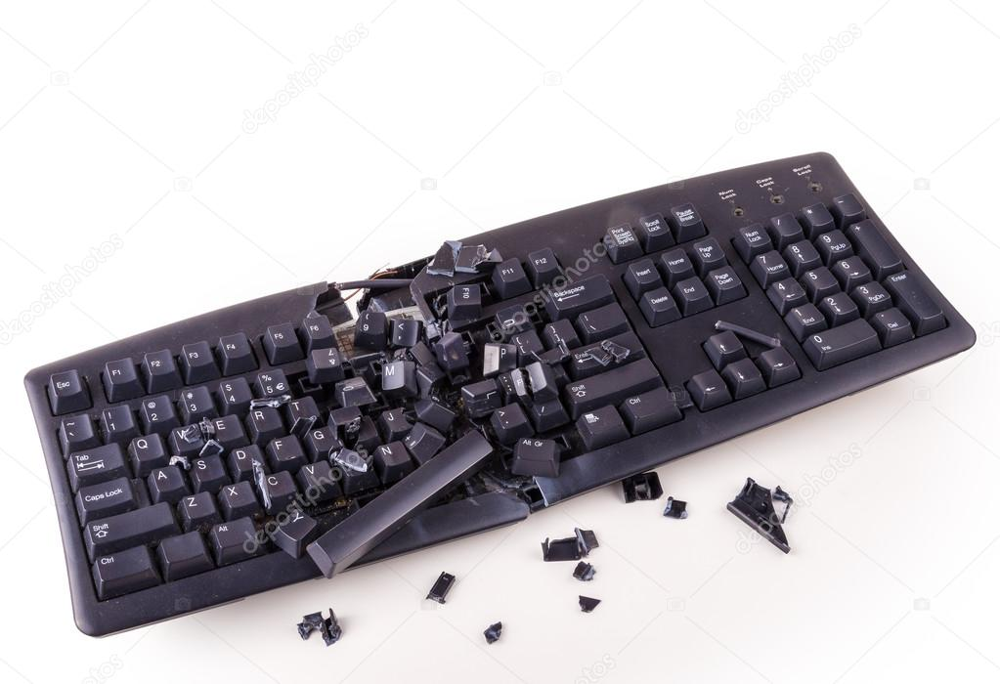 Num Lock
Caps Lock
Scroll Lock
Print Screen SysRq
Scroll Lock
Pause Break
Esc
F1
F2
F3
F4
F5
F6
F10
F11
F12
Insert
Home
Page Up
Num Lock
/
*
-
~
!
1
@
2
#
3
$
4
%
5
€
(
9
Backspace
Delete
End
Page Down
7
Home
8
9
PgUp
+
Tab
Q
W
E
R
T
M
P
F
Enter
4
5
6
Caps Lock
A
S
D
F
G
J
Shift
1
End
2
3
PgDn
Enter
Shift
Z
X
C
V
N
Alt Gr
Ctrl
0
Ins
.
Del
Ctrl
Alt
Y
depositphotos
depositphotos
depositphotos
depositphotos
depositphotos
depositphotos